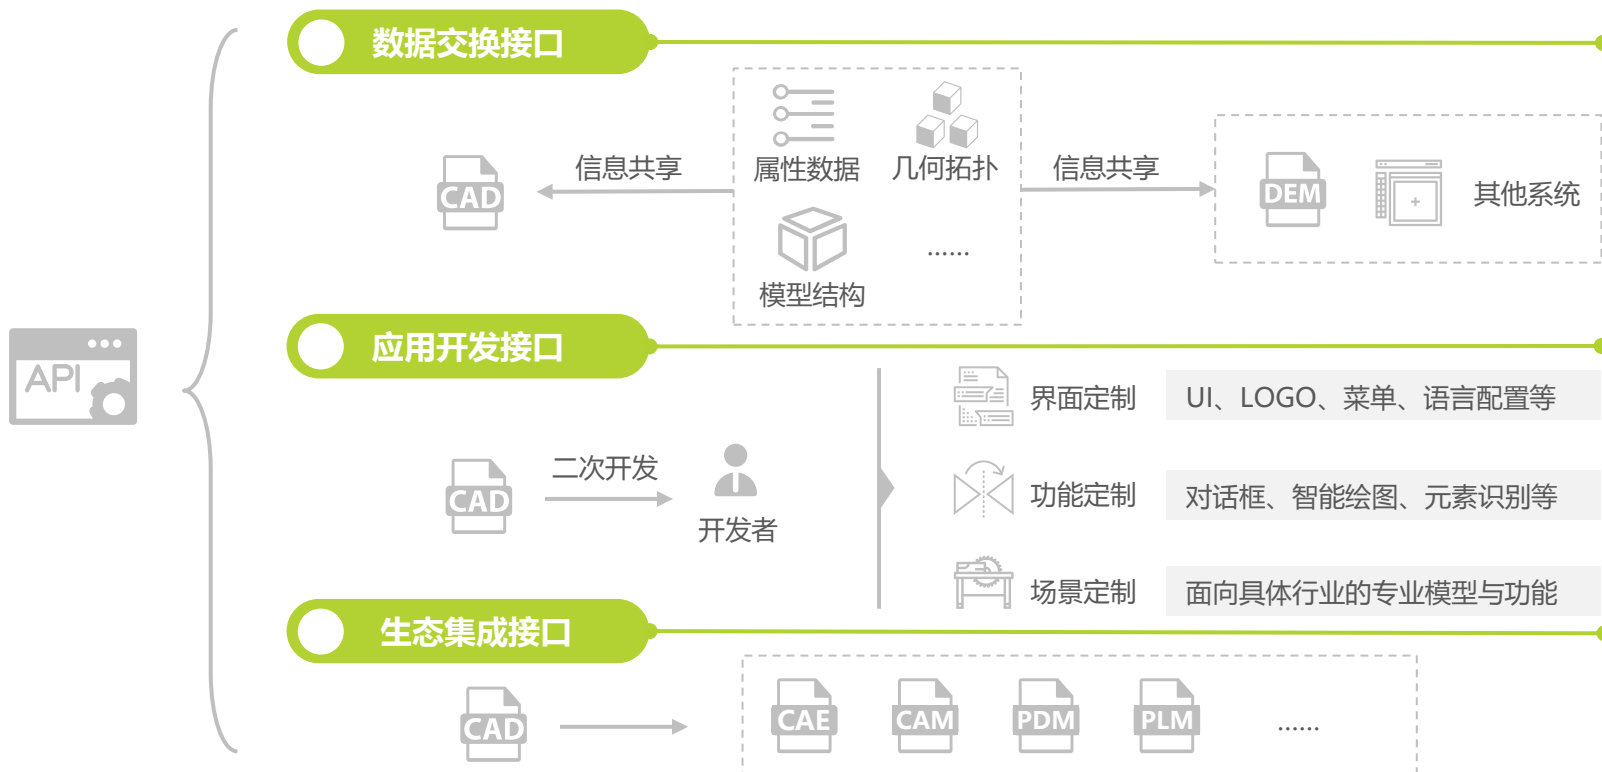 数据交换接口
属性数据
几何拓扑
信息共享
信息共享
CAD
DEM
其他系统
模型结构
......
API
应用开发接口
界面定制
UI、LOGO、菜单、语言配置等
CAD
二次开发
开发者
功能定制
对话框、智能绘图、元素识别等
场景定制
面向具体行业的专业模型与功能
生态集成接口
CAD
CAE
CAM
PDM
PLM
......